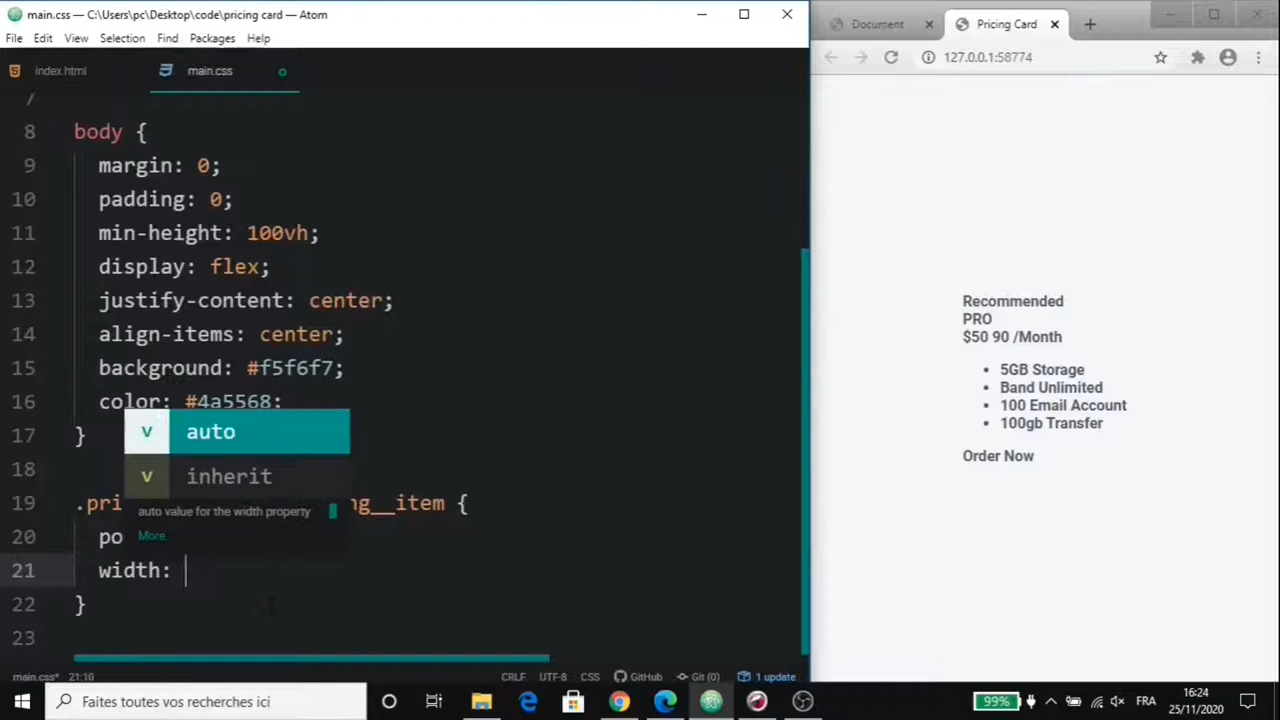 main.css — C:\Users\pc\Desktop\code\pricing card — Atom
File Edit View Selection Find Packages Help
index.html
main.css
7
8 body {
9 margin: 0;
10 padding: 0;
11 min-height: 100vh;
12 display: flex;
13 justify-content: center;
14 align-items: center;
15 background: #f5f6f7;
16 color: #4a5568;
17 }
18
19 .pri ng__item {
20 po
21 width:
22 }
23
v auto
v inherit
auto value for the width property
More.
main.css* 21:10 CRLF UTF-8 CSS GitHub Git (0) 1 update
Document
Pricing Card
127.0.0.1:58774
Recommended
PRO
$50 90 /Month
• 5GB Storage
• Band Unlimited
• 100 Email Account
• 100gb Transfer
Order Now
Faites toutes vos recherches ici
99%
FRA
16:24
25/11/2020